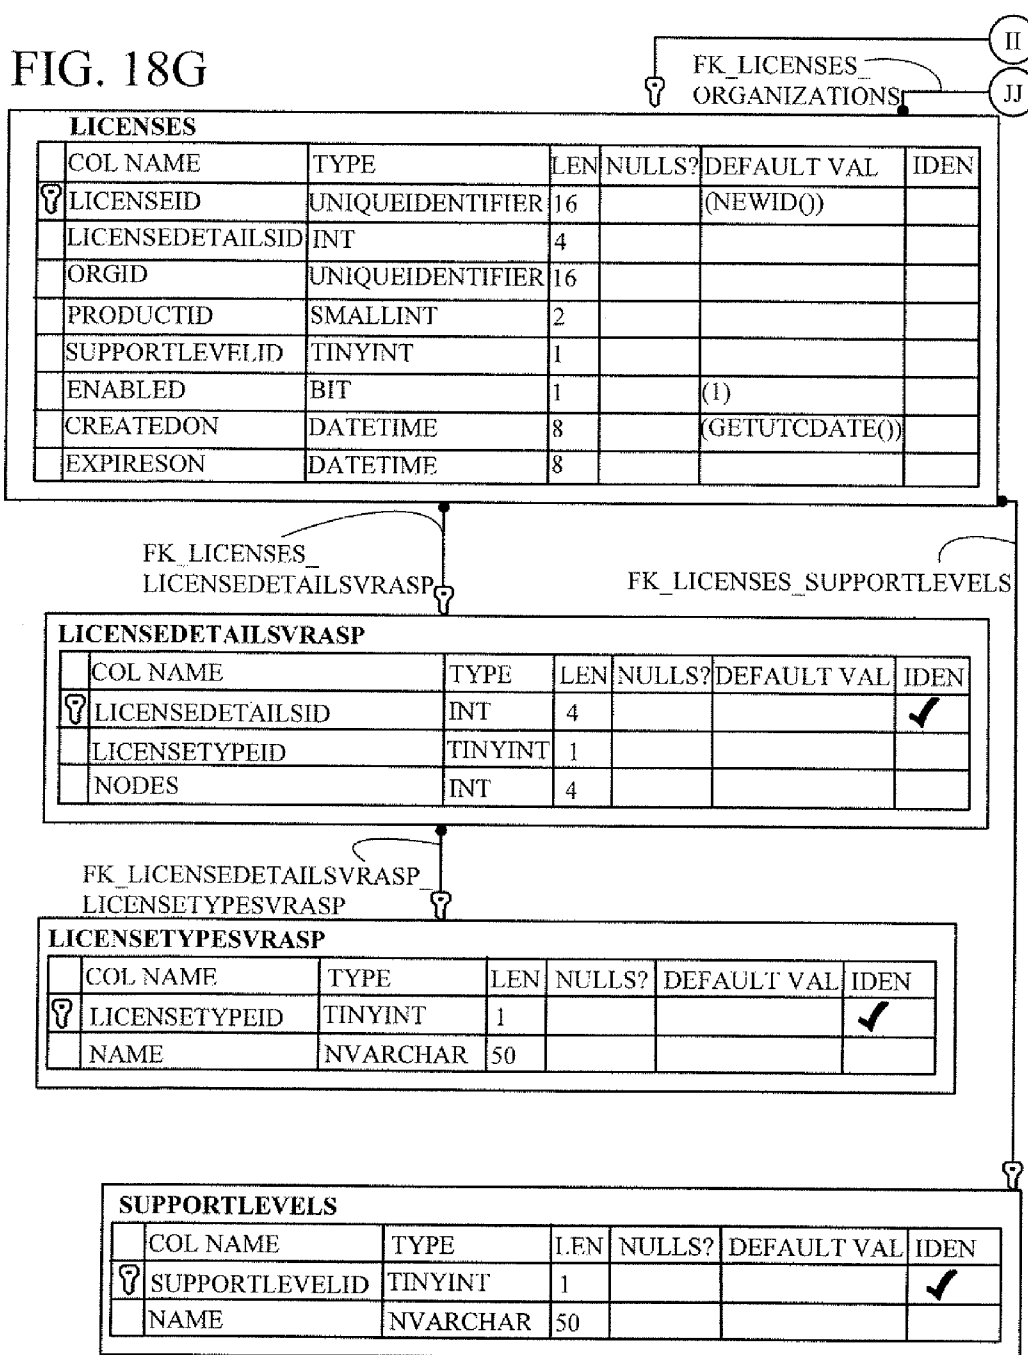 FIG. 18G
II
FK_LICENSES_
ORGANIZATIONS
JJ
LICENSES
COL NAME TYPE LEN NULLS? DEFAULT VAL IDEN
LICENSEID UNIQUEIDENTIFIER 16 (NEWID())
LICENSEDETAILSID INT 4
ORGID UNIQUEIDENTIFIER 16
PRODUCTID SMALLINT 2
SUPPORTLEVELID TINYINT 1
ENABLED BIT 1 (1)
CREATEDON DATETIME 8 (GETUTCDATE())
EXPIRESON DATETIME 8
FK_LICENSES_
LICENSEDETAILSVRASP
FK_LICENSES_SUPPORTLEVELS
LICENSEDETAILSVRASP
COL NAME TYPE LEN NULLS? DEFAULT VAL IDEN
LICENSEDETAILSID INT 4 ✓
LICENSETYPEID TINYINT 1
NODES INT 4
FK_LICENSEDETAILSVRASP_
LICENSETYPESVRASP
LICENSETYPESVRASP
COL NAME TYPE LEN NULLS? DEFAULT VAL IDEN
LICENSETYPEID TINYINT 1 ✓
NAME NVARCHAR 50
SUPPORTLEVELS
COL NAME TYPE LEN NULLS? DEFAULT VAL IDEN
SUPPORTLEVELID TINYINT 1 ✓
NAME NVARCHAR 50